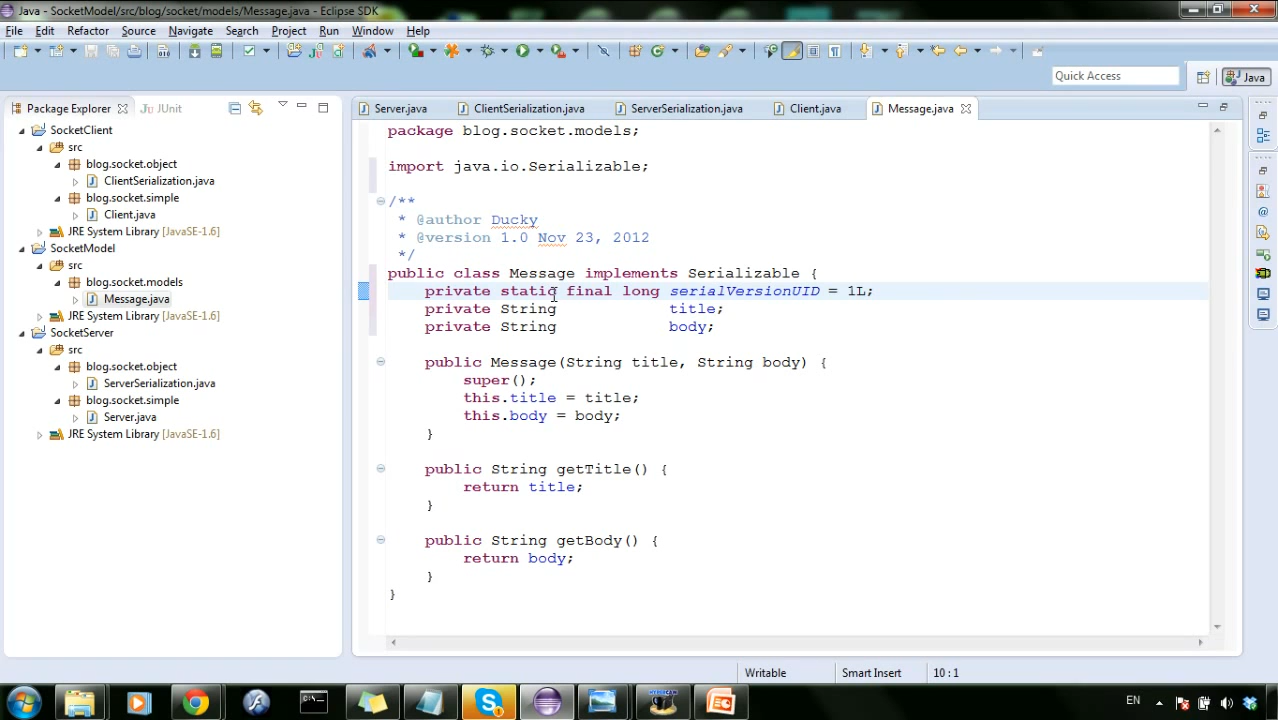 Java - SocketModel/src/blog/socket/models/Message.java - Eclipse SDK
File Edit Refactor Source Navigate Search Project Run Window Help
Quick Access
Java
Package Explorer
JUnit
SocketClient
src
blog.socket.object
ClientSerialization.java
blog.socket.simple
Client.java
JRE System Library [JavaSE-1.6]
SocketModel
src
blog.socket.models
Message.java
JRE System Library [JavaSE-1.6]
SocketServer
src
blog.socket.object
ServerSerialization.java
blog.socket.simple
Server.java
JRE System Library [JavaSE-1.6]
Server.java ClientSerialization.java ServerSerialization.java Client.java Message.java
package blog.socket.models;
import java.io.Serializable;
/**
* @author Ducky
* @version 1.0 Nov 23, 2012
*/
public class Message implements Serializable {
private static final long serialVersionUID = 1L;
private String title;
private String body;
public Message(String title, String body) {
super();
this.title = title;
this.body = body;
}
public String getTitle() {
return title;
}
public String getBody() {
return body;
}
}
Writable Smart Insert 10 : 1
EN